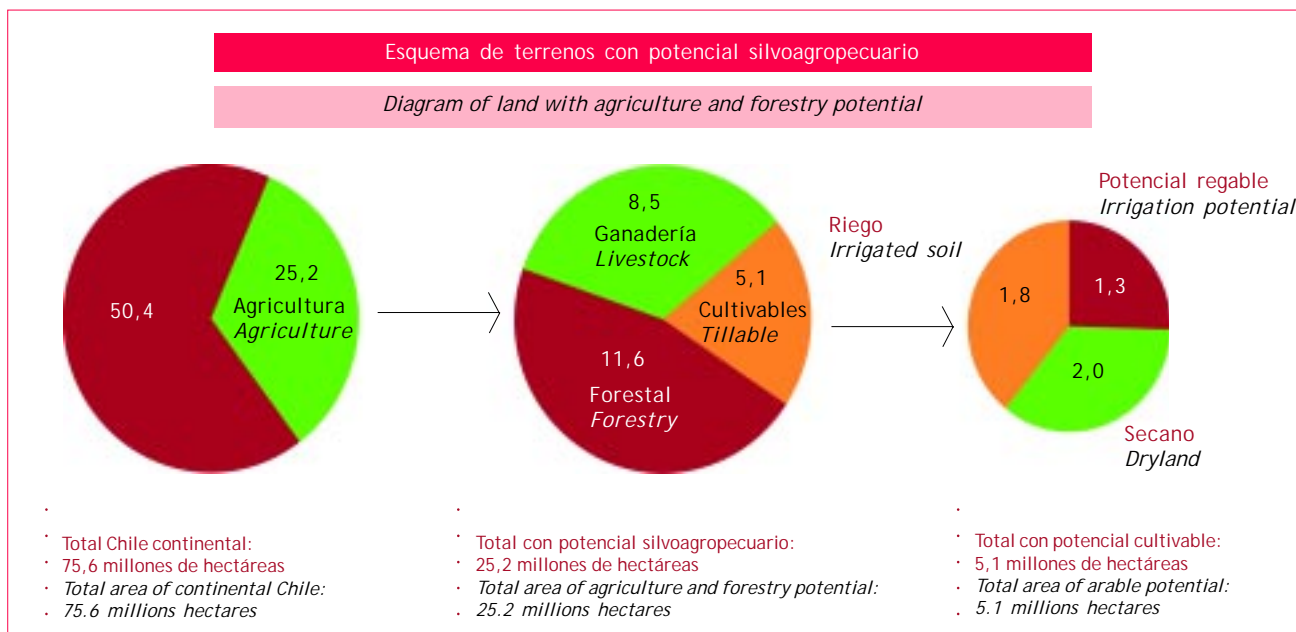 Esquema de terrenos con potencial silvoagropecuario
Diagram of land with agriculture and forestry potential
50,4
25,2
Agricultura
Agriculture
8,5
Ganadería
Livestock
5,1
Cultivables
Tillable
11,6
Forestal
Forestry
Riego
Irrigated soil
Potencial regable
Irrigation potential
1,8
1,3
2,0
Secano
Dryland
Total Chile continental:
75,6 millones de hectáreas
Total area of continental Chile:
75.6 millions hectares
Total con potencial silvoagropecuario:
25,2 millones de hectáreas
Total area of agriculture and forestry potential:
25.2 millions hectares
Total con potencial cultivable:
5,1 millones de hectáreas
Total area of arable potential:
5.1 millions hectares